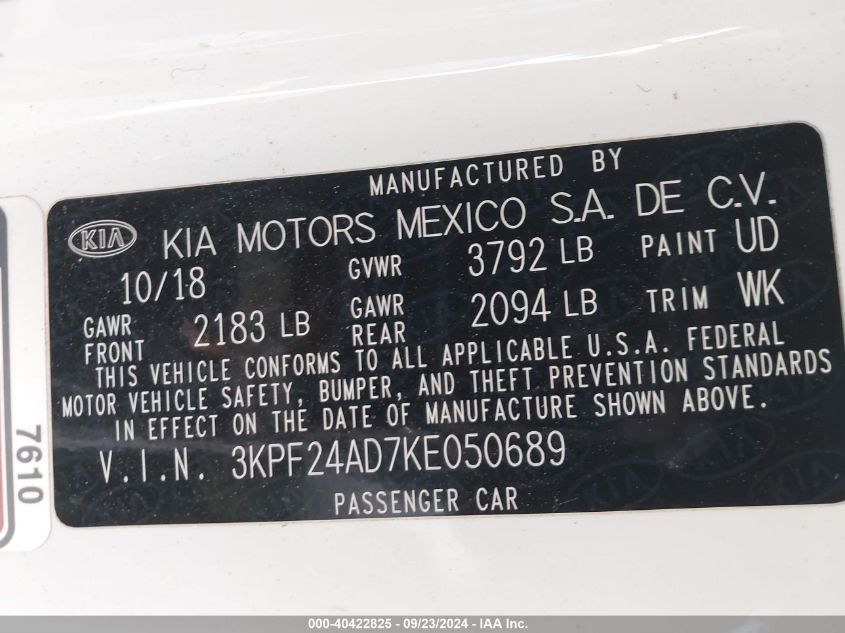 MANUFACTURED BY
KIA KIA MOTORS MEXICO S.A. DE C.V.
10/18 GVWR 3792 LB PAINT UD
GAWR FRONT 2183 LB GAWR REAR 2094 LB TRIM WK
THIS VEHICLE CONFORMS TO ALL APPLICABLE U.S.A. FEDERAL
MOTOR VEHICLE SAFETY, BUMPER, AND THEFT PREVENTION STANDARDS
IN EFFECT ON THE DATE OF MANUFACTURE SHOWN ABOVE.
V.I.N. 3KPF24AD7KE050689
PASSENGER CAR
7610
000-40422825 - 09/23/2024 - IAA Inc.